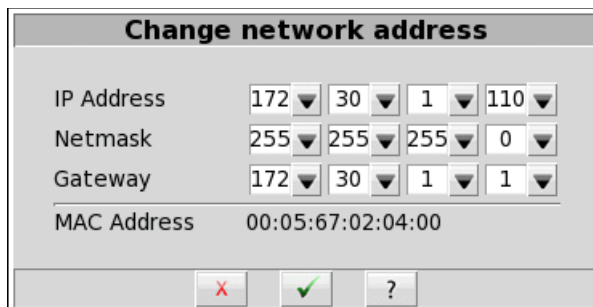 Change network address
IP Address 172 30 1 110
Netmask 255 255 255 0
Gateway 172 30 1 1
MAC Address 00:05:67:02:04:00
X ?